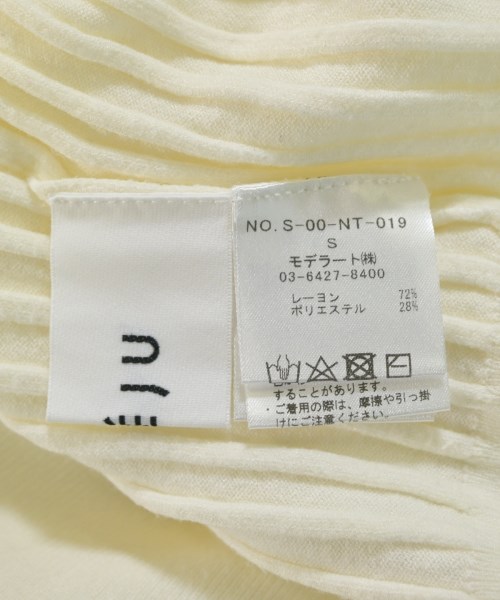 NO. S-00-NT-019
S
モデラート㈱
03-6427-8400
レーヨン 72%
ポリエステル 28%
することがあります。
・ご着用の際は、摩擦や引っ掛
けにご注意ください。